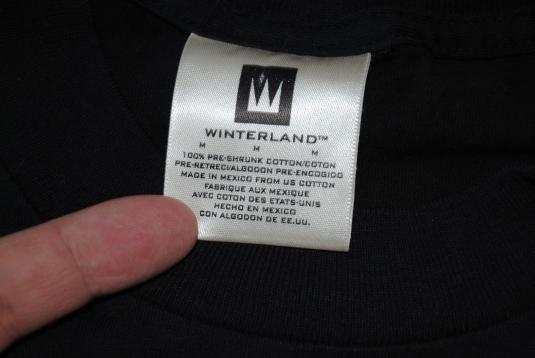 WINTERLAND™
M M M
100% PRE-SHRUNK COTTON/COTON
PRE-RETRECI/ALGODON PRE-ENCOGIDO
MADE IN MEXICO FROM US COTTON
FABRIQUE AUX MEXIQUE
AVEC COTON DES ETATS-UNIS
HECHO EN MEXICO
CON ALGODON DE EE.UU.